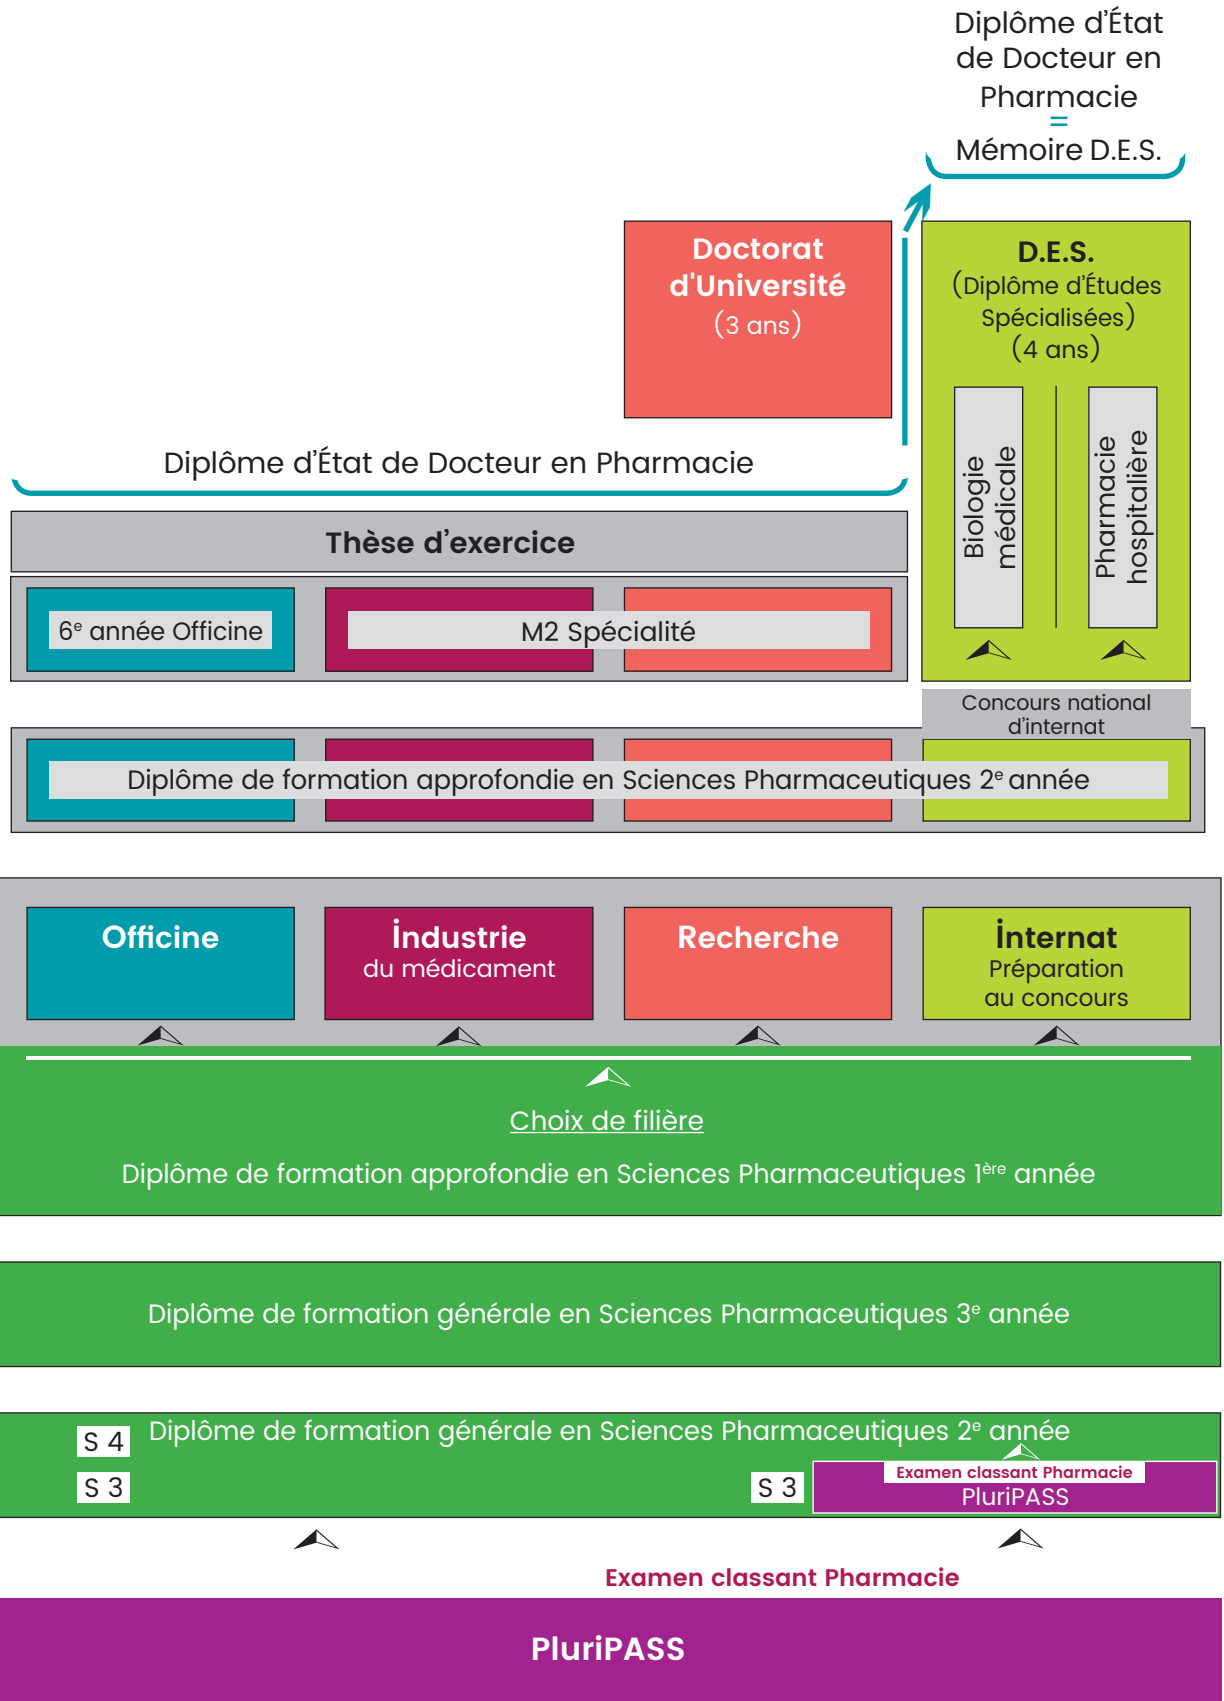 Diplôme d’État
de Docteur en
Pharmacie
=
Mémoire D.E.S.
Doctorat
d'Université
(3 ans)
D.E.S.
(Diplôme d’Études
Spécialisées)
(4 ans)
Biologie
médicale
Pharmacie
hospitalière
Diplôme d’État de Docteur en Pharmacie
Thèse d’exercice
6e année Officine
M2 Spécialité
Concours national
d’internat
Diplôme de formation approfondie en Sciences Pharmaceutiques 2e année
Officine
İndustrie
du médicament
Recherche
İnternat
Préparation
au concours
Choix de filière
Diplôme de formation approfondie en Sciences Pharmaceutiques 1ère année
Diplôme de formation générale en Sciences Pharmaceutiques 3e année
S 4
Diplôme de formation générale en Sciences Pharmaceutiques 2e année
S 3
S 3
Examen classant Pharmacie
PluriPASS
Examen classant Pharmacie
PluriPASS